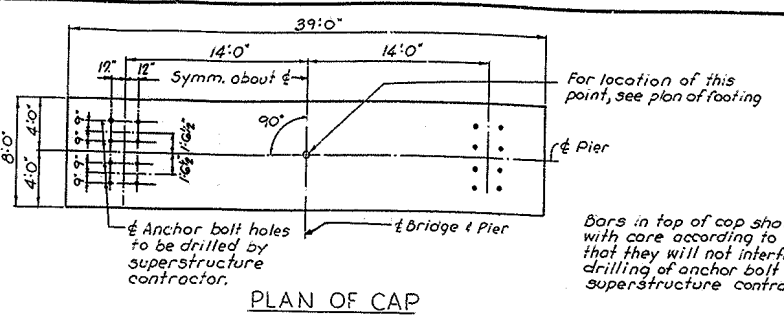 39'-0"
14'-0"
14'-0"
12" 12"
Symm. about ℄
For location of this
point, see plan of footing
90°
8'-0"
4'-0"
4'-0"
9"
9"
9" 9"
1'-6½"
1'-6½"
℄ Pier
℄ Anchor bolt holes
to be drilled by
superstructure
contractor.
℄ Bridge & Pier
Bars in top of cap sho
with care according to
that they will not interf
drilling of anchor bolt
superstructure contra
PLAN OF CAP